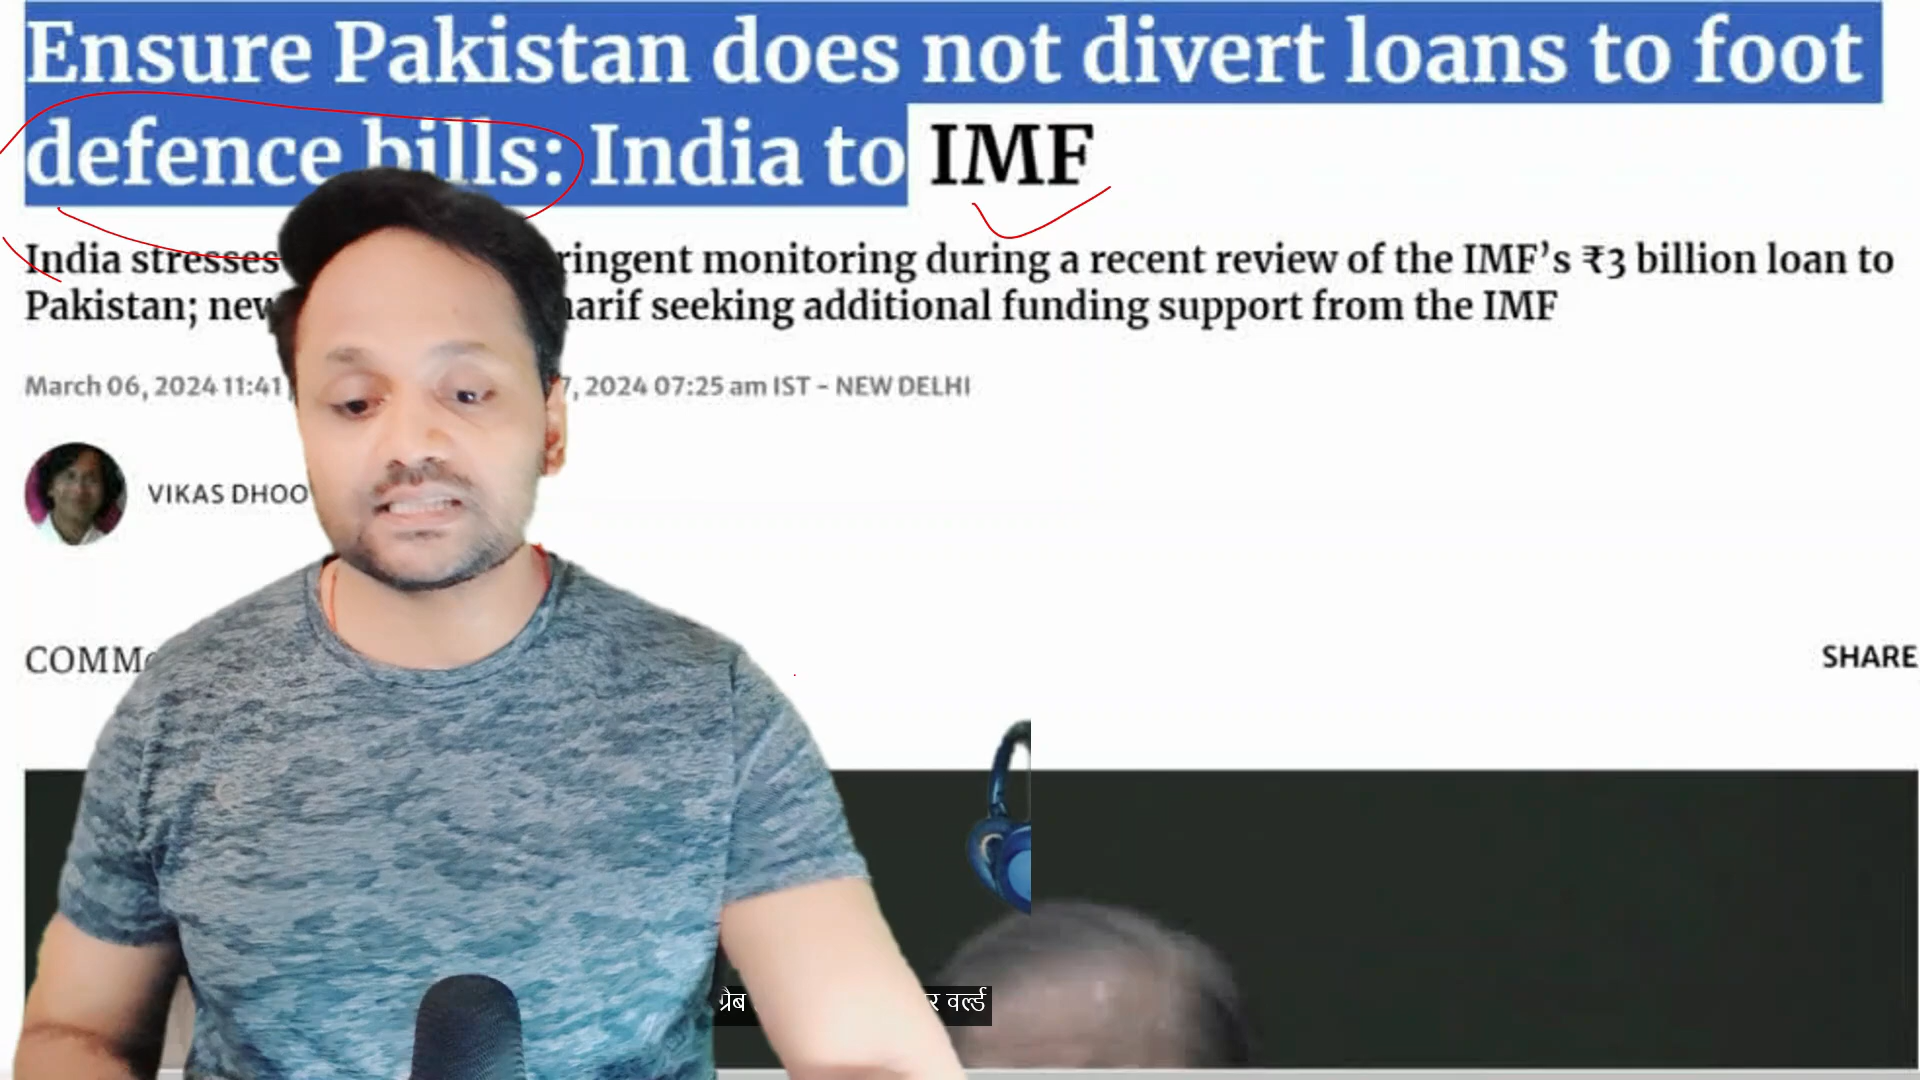 Ensure Pakistan does not divert loans to foot
defence bills: India to IMF
India stresses ringent monitoring during a recent review of the IMF’s ₹3 billion loan to
Pakistan; new harif seeking additional funding support from the IMF
March 06, 2024 11:41 7, 2024 07:25 am IST - NEW DELHI
VIKAS DHOO
COMM
SHARE
ग्रैब र वर्ल्ड